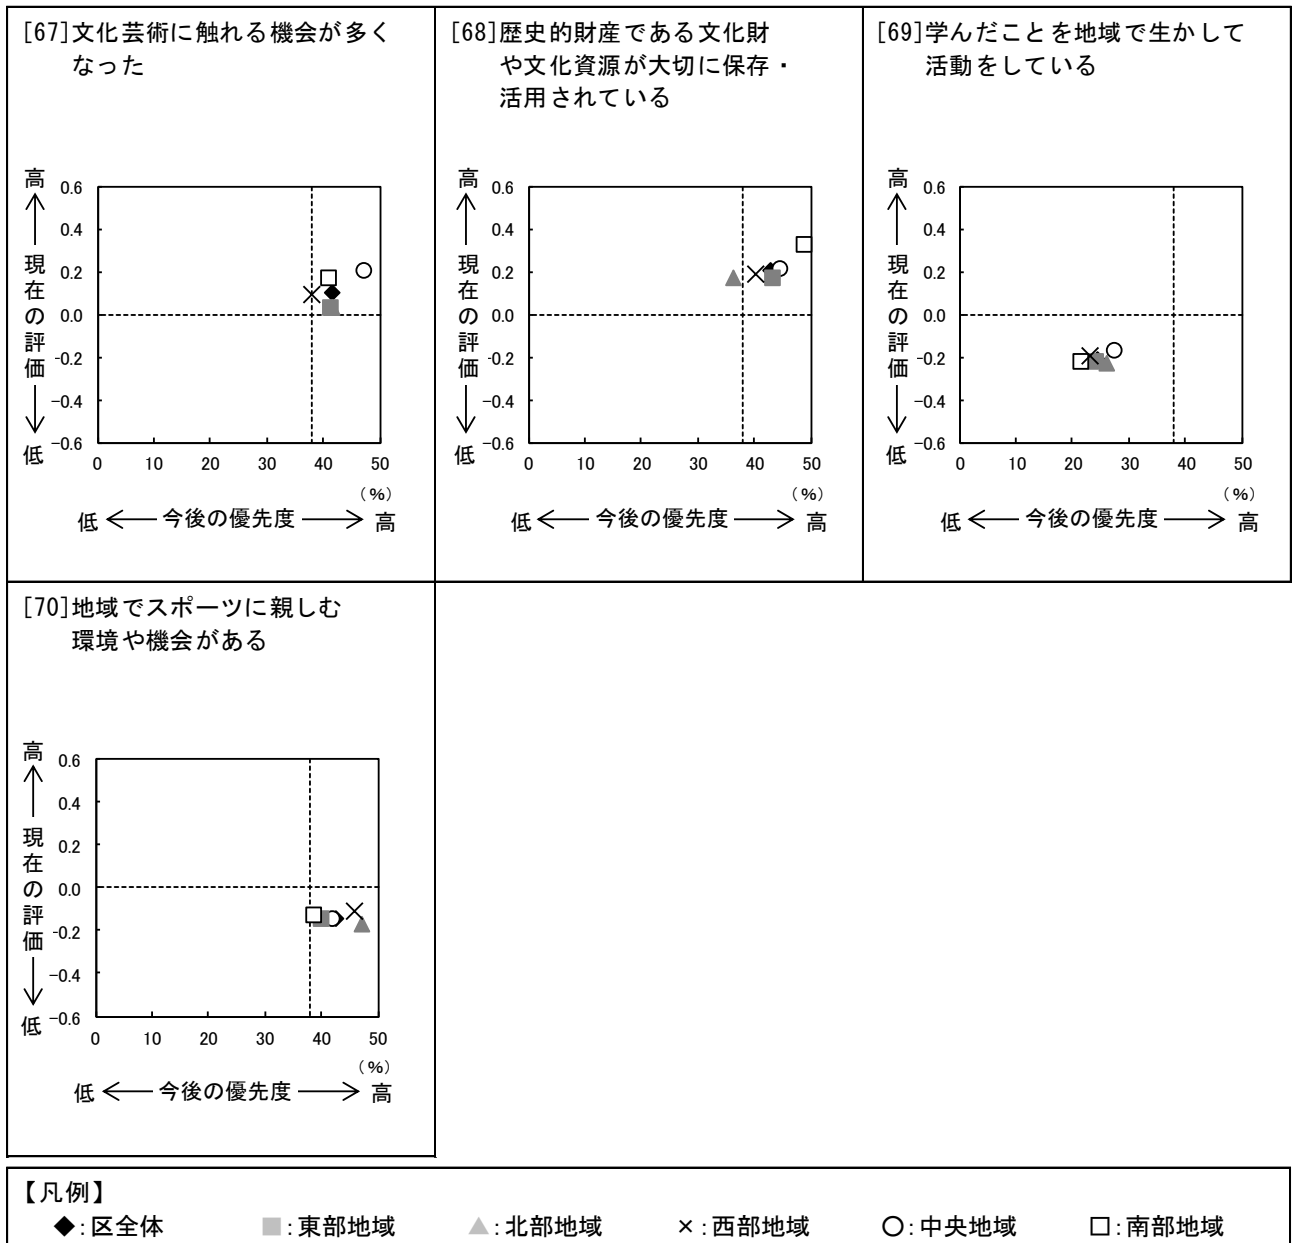 [67]文化芸術に触れる機会が多く
なった
高
現在の評価
低
0.6
0.4
0.2
0.0
-0.2
-0.4
-0.6
0 10 20 30 40 50
(%)
低 今後の優先度 高
[68]歴史的財産である文化財
や文化資源が大切に保存・
活用されている
高
現在の評価
低
0.6
0.4
0.2
0.0
-0.2
-0.4
-0.6
0 10 20 30 40 50
(%)
低 今後の優先度 高
[69]学んだことを地域で生かして
活動をしている
高
現在の評価
低
0.6
0.4
0.2
0.0
-0.2
-0.4
-0.6
0 10 20 30 40 50
(%)
低 今後の優先度 高
[70]地域でスポーツに親しむ
環境や機会がある
高
現在の評価
低
0.6
0.4
0.2
0.0
-0.2
-0.4
-0.6
0 10 20 30 40 50
(%)
低 今後の優先度 高
【凡例】
◆:区全体 ■:東部地域 ▲:北部地域 ×:西部地域 ○:中央地域 □:南部地域